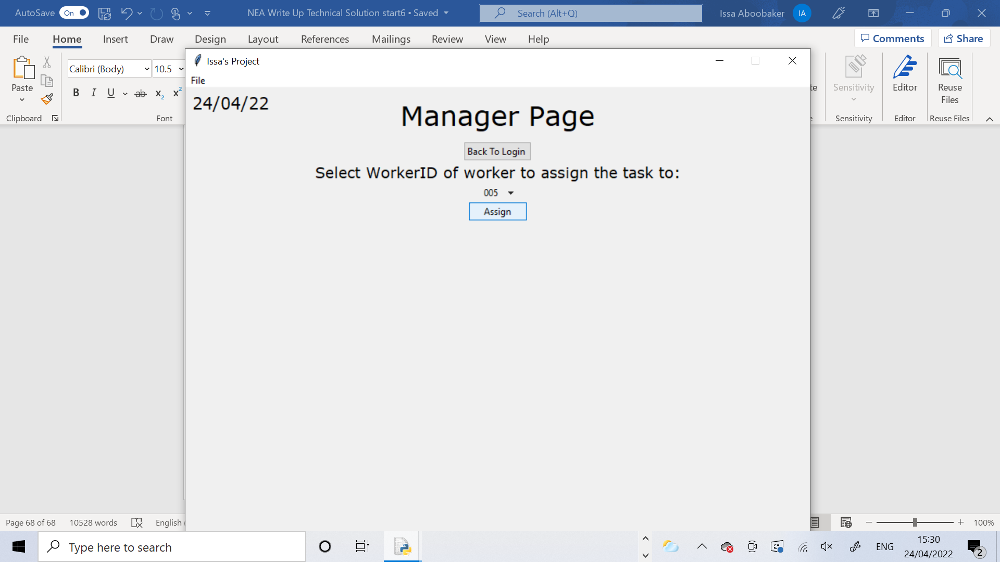 AutoSave On NEA Write Up Technical Solution start6 • Saved Search (Alt+Q) Issa Aboobaker IA
File Home Insert Draw Design Layout References Mailings Review View Help Comments Share
Issa's Project
Calibri (Body) 10.5
File
Paste
B I U ab x2 x2
Sensitivity Editor Reuse
Files
Clipboard Font Sensitivity Editor Reuse Files
24/04/22
Manager Page
Back To Login
Select WorkerID of worker to assign the task to:
005
Assign
Page 68 of 68 10528 words English 100%
Type here to search ENG 15:30
24/04/2022 2